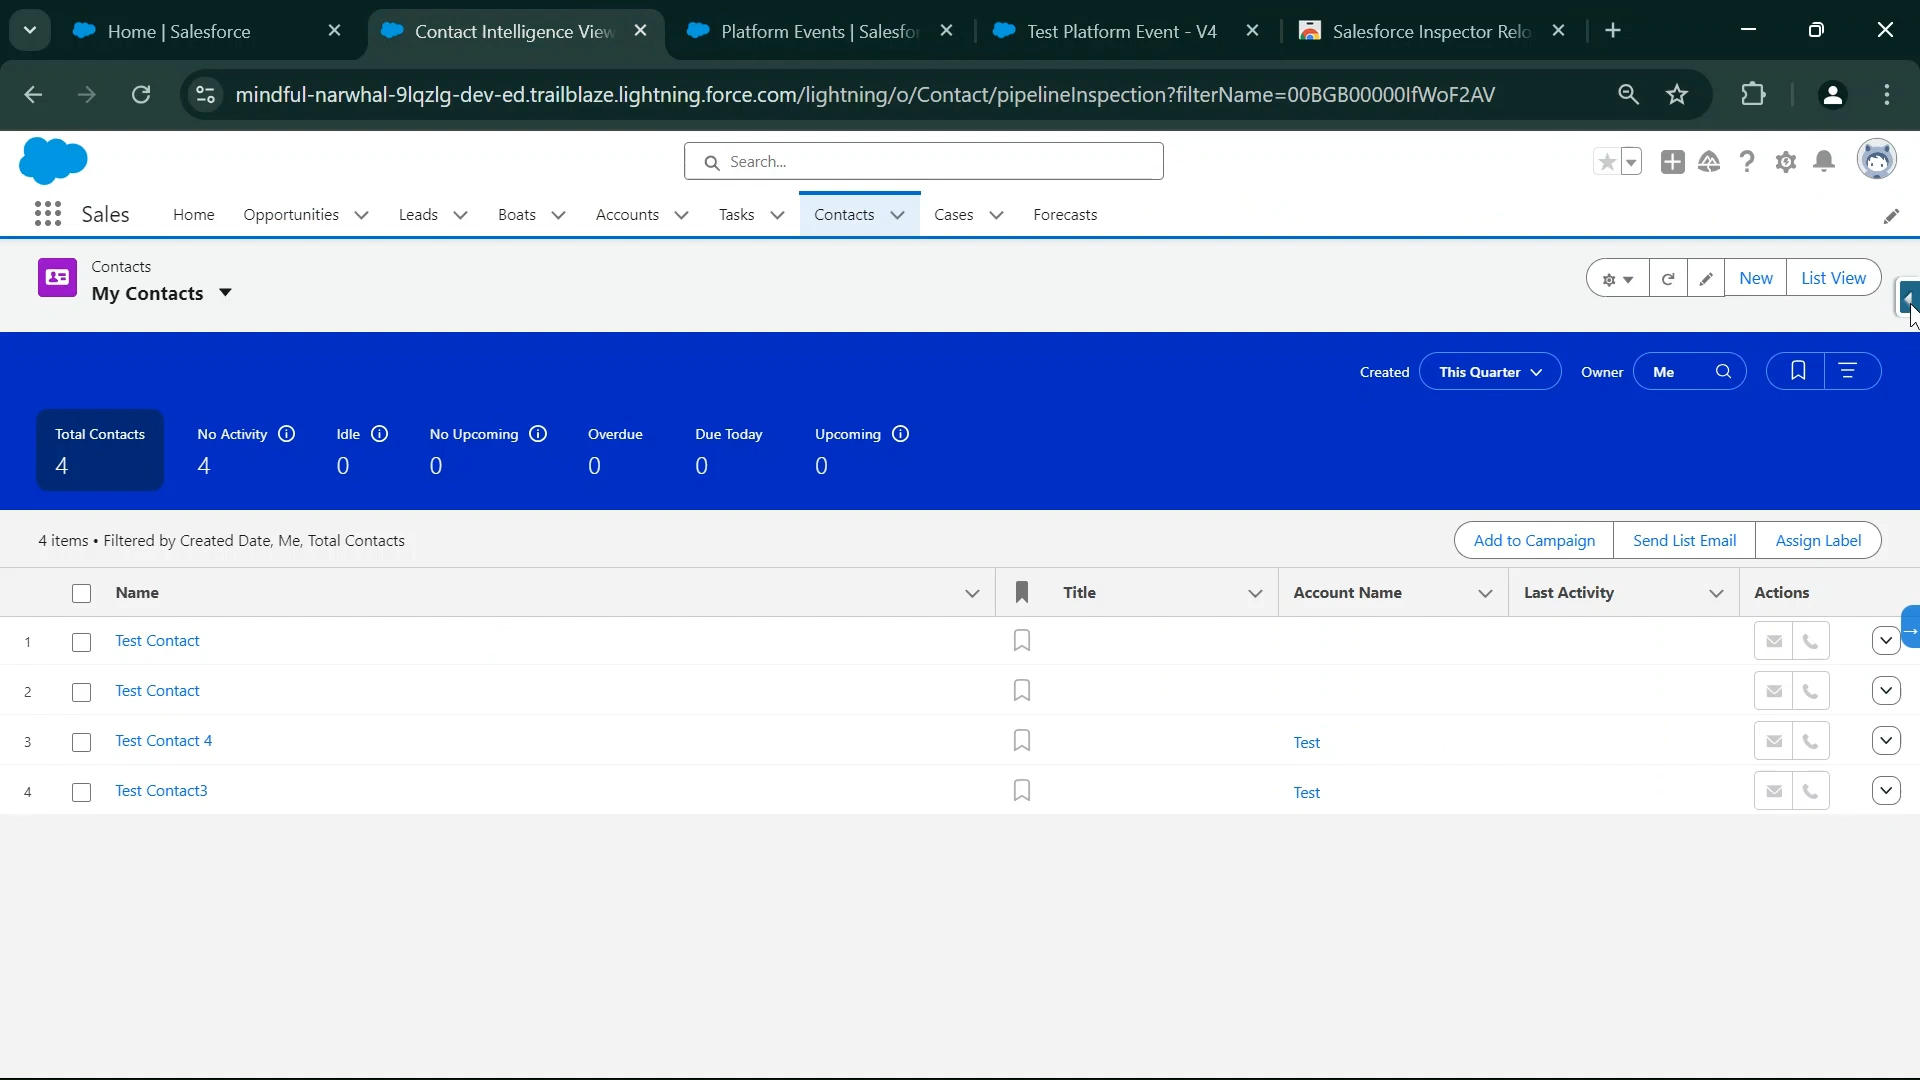 Home | Salesforce
Contact Intelligence View
Platform Events | Salesfor
Test Platform Event - V4
Salesforce Inspector Relo
mindful-narwhal-9lqzlg-dev-ed.trailblaze.lightning.force.com/lightning/o/Contact/pipelineInspection?filterName=00BGB00000IfWoF2AV
Search...
Sales
Home
Opportunities
Leads
Boats
Accounts
Tasks
Contacts
Cases
Forecasts
Contacts
My Contacts
New
List View
Created
This Quarter
Owner
Me
Total Contacts
4
No Activity
4
Idle
0
No Upcoming
0
Overdue
0
Due Today
0
Upcoming
0
4 items • Filtered by Created Date, Me, Total Contacts
Add to Campaign
Send List Email
Assign Label
Name
Title
Account Name
Last Activity
Actions
1 Test Contact
2 Test Contact
3 Test Contact 4 Test
4 Test Contact3 Test